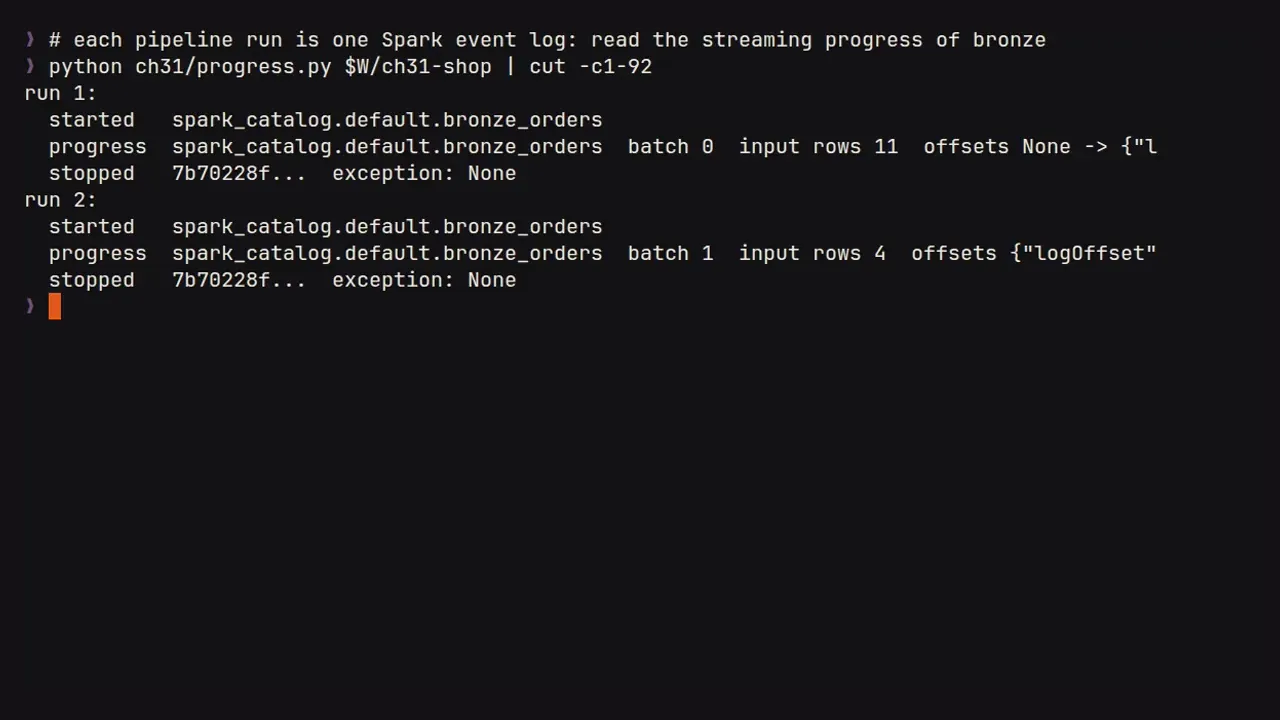 ❯ # each pipeline run is one Spark event log: read the streaming progress of bronze
❯ python ch31/progress.py $W/ch31-shop | cut -c1-92
run 1:
  started   spark_catalog.default.bronze_orders
  progress  spark_catalog.default.bronze_orders  batch 0  input rows 11  offsets None -> {"l
  stopped   7b70228f...  exception: None
run 2:
  started   spark_catalog.default.bronze_orders
  progress  spark_catalog.default.bronze_orders  batch 1  input rows 4  offsets {"logOffset"
  stopped   7b70228f...  exception: None
❯